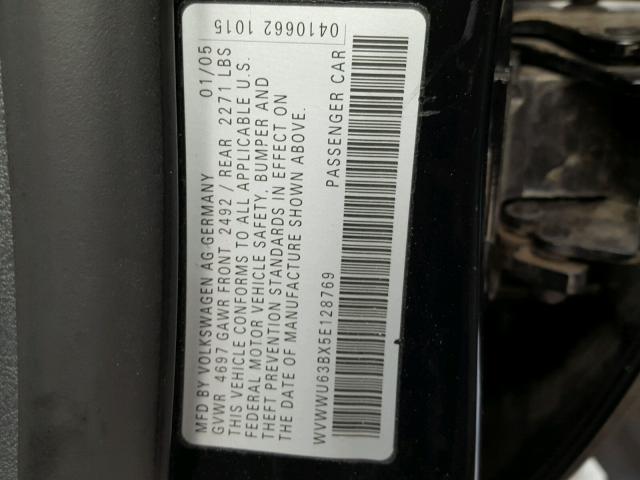 MFD BY VOLKSWAGEN AG GERMANY 01/05
GVWR 4697 GAWR FRONT 2492 / REAR 2271 LBS
THIS VEHICLE CONFORMS TO ALL APPLICABLE U.S.
FEDERAL MOTOR VEHICLE SAFETY, BUMPER AND
THEFT PREVENTION STANDARDS IN EFFECT ON
THE DATE OF MANUFACTURE SHOWN ABOVE.
0410662 1015
WVWWU63BX5E128769 PASSENGER CAR